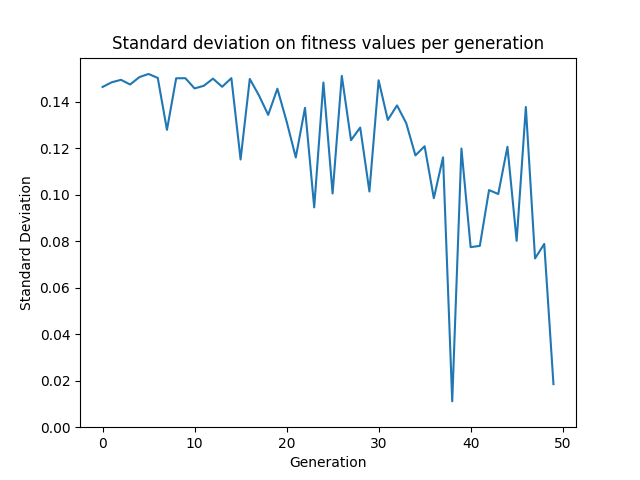 Standard deviation on fitness values per generation
0.14
0.12
0.10
0.08
0.06
0.04
0.02
0.00
Standard Deviation
0 10 20 30 40 50
Generation